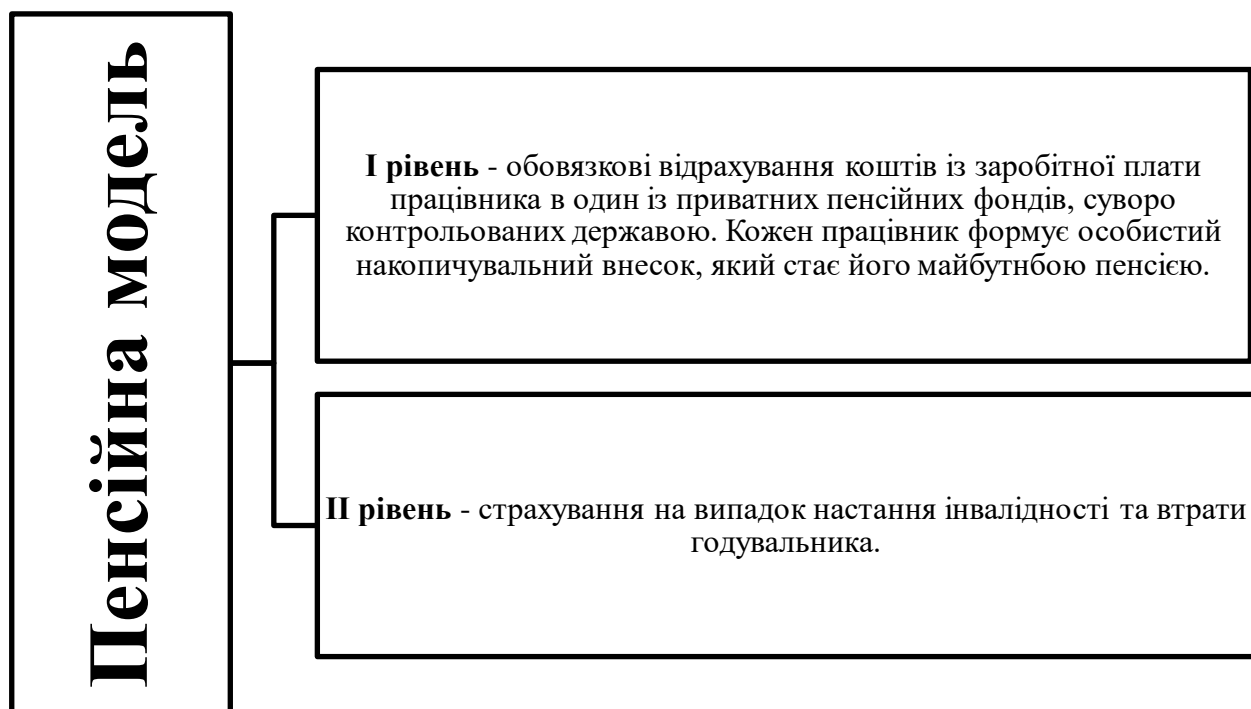 Пенсійна модель
І рівень - обовязкові відрахування коштів із заробітної плати
працівника в один із приватних пенсійних фондів, суворо
контрольованих державою. Кожен працівник формує особистий
накопичувальний внесок, який стає його майбутнбою пенсією.
ІІ рівень - страхування на випадок настання інвалідності та втрати
годувальника.